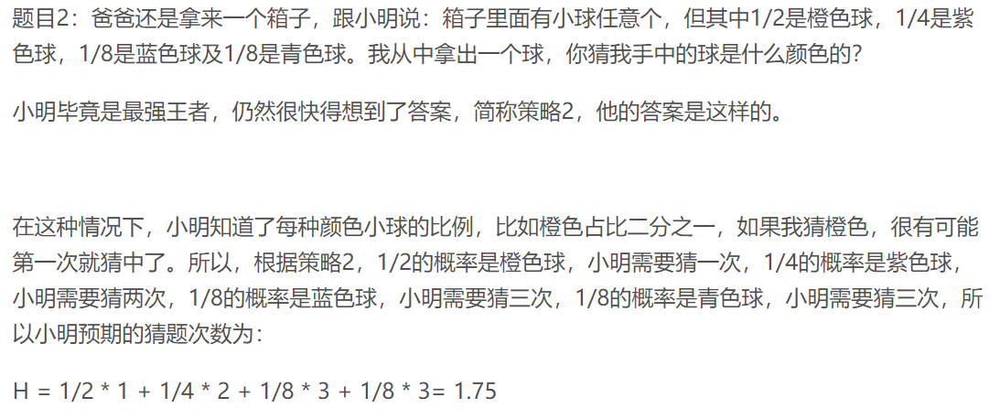 题目2：爸爸还是拿来一个箱子，跟小明说：箱子里面有小球任意个，但其中1/2是橙色球，1/4是紫
色球，1/8是蓝色球及1/8是青色球。我从中拿出一个球，你猜我手中的球是什么颜色的？
小明毕竟是最强王者，仍然很快得想到了答案，简称策略2，他的答案是这样的。
在这种情况下，小明知道了每种颜色小球的比例，比如橙色占比二分之一，如果我猜橙色，很有可能
第一次就猜中了。所以，根据策略2，1/2的概率是橙色球，小明需要猜一次，1/4的概率是紫色球，
小明需要猜两次，1/8的概率是蓝色球，小明需要猜三次，1/8的概率是青色球，小明需要猜三次，所
以小明预期的猜题次数为：
H = 1/2 * 1 + 1/4 * 2 + 1/8 * 3 + 1/8 * 3= 1.75